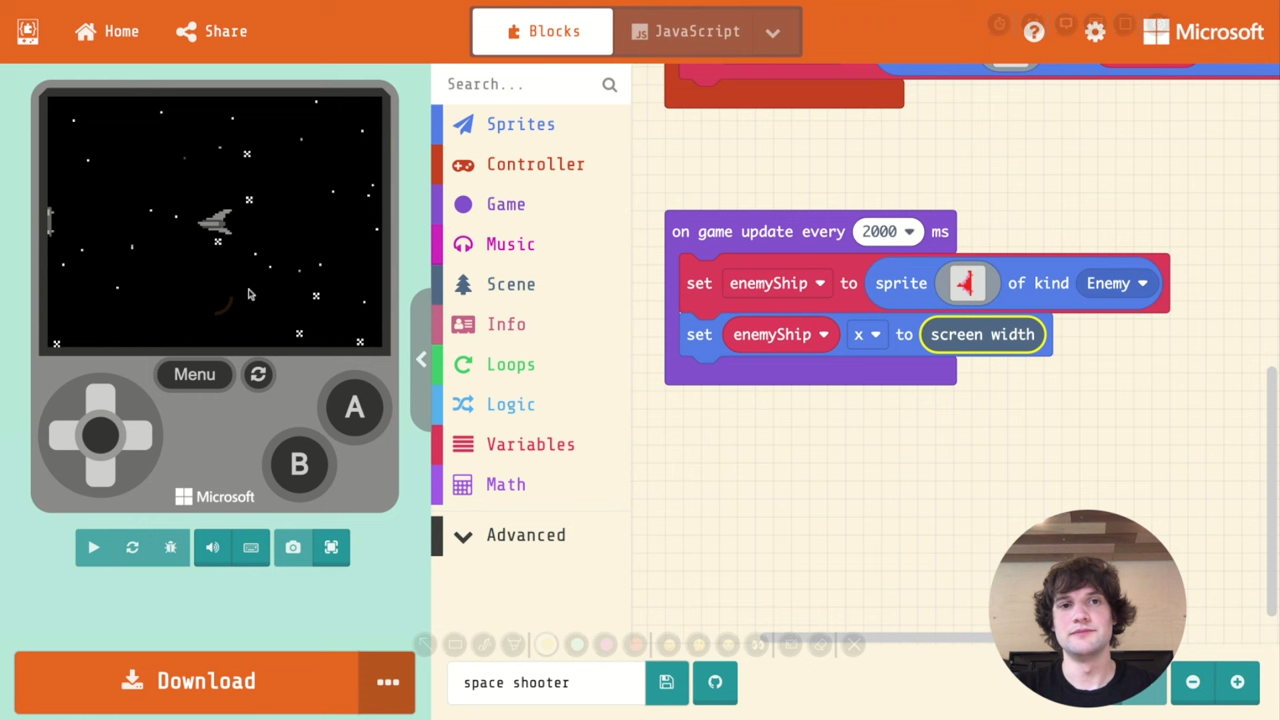 Home
Share
Blocks
JavaScript
Microsoft
Search...
Sprites
Controller
Game
Music
Scene
Info
Loops
Logic
Variables
Math
Advanced
on game update every 2000 ms
set enemyShip to sprite of kind Enemy
set enemyShip x to screen width
Menu
A
B
Microsoft
Download
space shooter